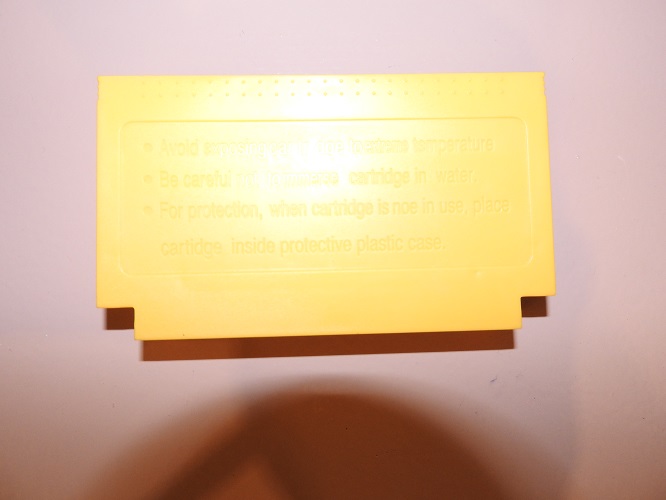 • Avoid temperature
• Be careful cartridge in water.
• For protection, when cartridge is noe in use, place
cartidge inside protective plastic case.